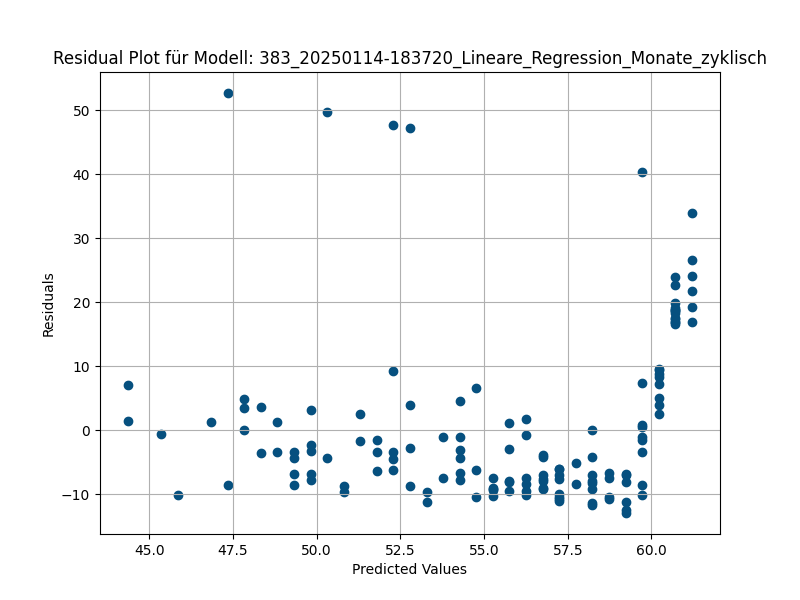 Residual Plot für Modell: 383_20250114-183720_Lineare_Regression_Monate_zyklisch
50
40
30
20
10
0
−10
Residuals
45.0 47.5 50.0 52.5 55.0 57.5 60.0
Predicted Values